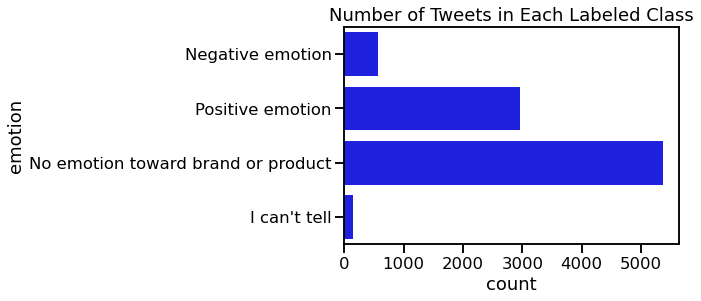 Number of Tweets in Each Labeled Class
Negative emotion
Positive emotion
No emotion toward brand or product
I can't tell
emotion
0 1000 2000 3000 4000 5000
count